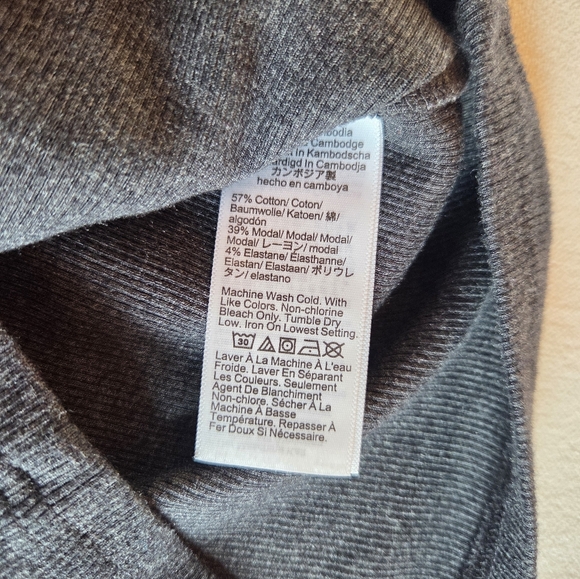 Cambodge
in Kambodscha
in Cambodja
カンボジア製
hecho en camboya
57% Cotton/ Coton/
Baumwolle/ Katoen/ 綿/
algodón
39% Modal/ Modal/ Modal/
Modal/ レーヨン/ modal
4% Elastane/ Élasthanne/
Elastan/ Elastaan/ ポリウレ
タン/ elastano
Machine Wash Cold. With
Like Colors. Non-chlorine
Bleach Only. Tumble Dry
Low. Iron On Lowest Setting.
30
Laver À La Machine À L'eau
Froide. Laver En Séparant
Les Couleurs. Seulement
Agent De Blanchiment
Non-chlore. Sécher À La
Machine À Basse
Température. Repasser À
Fer Doux Si Nécessaire.